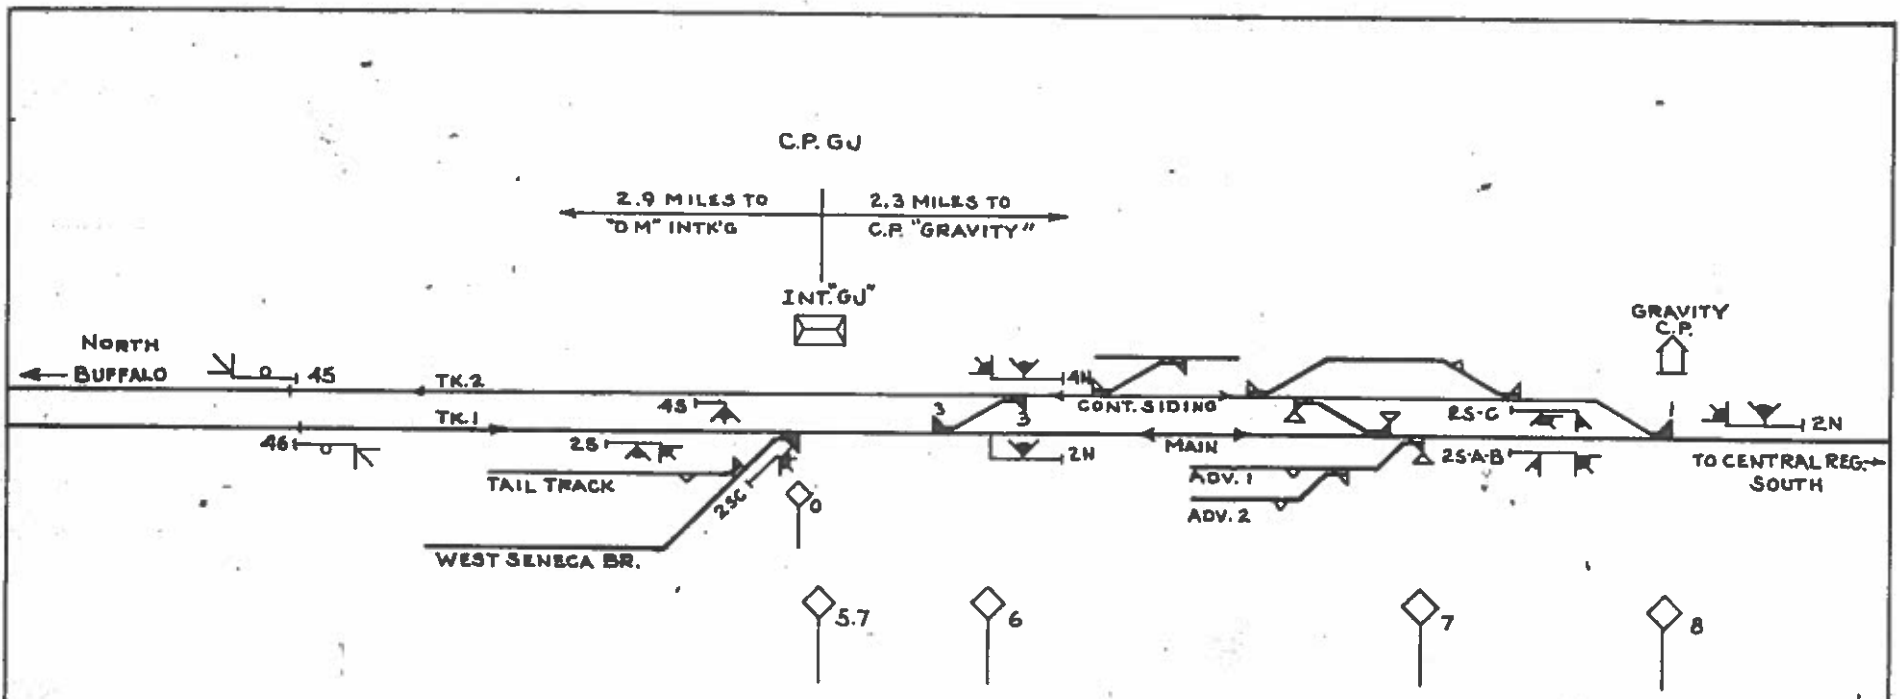 C.P. GJ
2.9 MILES TO
"DM" INTK'G
2.3 MILES TO
C.P. "GRAVITY"
INT. "GJ"
GRAVITY
C.P.
NORTH
BUFFALO
45
TK.2
4N
4S
CONT. SIDING
2S-C
1
2N
TK.1
3
3
46
2S
2N
MAIN
2S-A-B
TO CENTRAL REG.
SOUTH
TAIL TRACK
2SC
ADV. 1
ADV. 2
0
WEST SENECA BR.
5.7
6
7
8